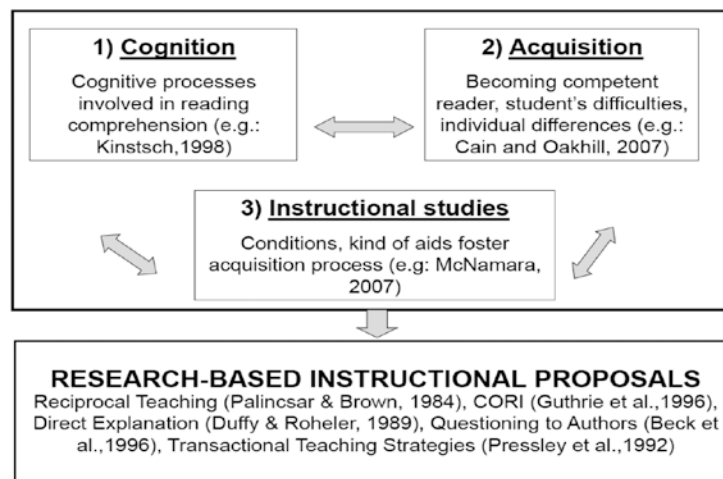 1) Cognition
Cognitive processes
involved in reading
comprehension (e.g.:
Kinstsch,1998)
2) Acquisition
Becoming competent
reader, student's difficulties,
individual differences (e.g.:
Cain and Oakhill, 2007)
3) Instructional studies
Conditions, kind of aids foster
acquisition process (e.g: McNamara,
2007)
RESEARCH-BASED INSTRUCTIONAL PROPOSALS
Reciprocal Teaching (Palincsar & Brown, 1984), CORI (Guthrie et al.,1996),
Direct Explanation (Duffy & Roheler, 1989), Questioning to Authors (Beck et
al.,1996), Transactional Teaching Strategies (Pressley et al.,1992)